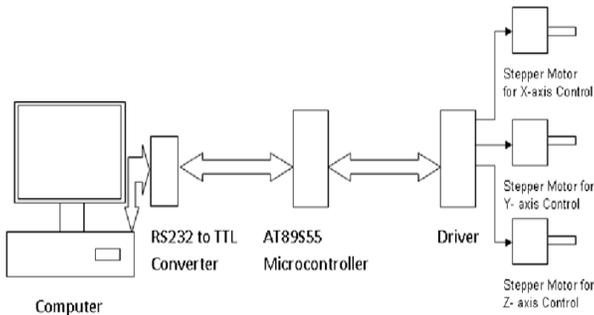 Stepper Motor
for X-axis Control
Stepper Motor for
Y- axis Control
RS232 to TTL
Converter
AT89S55
Microcontroller
Driver
Stepper Motor for
Z- axis Control
Computer